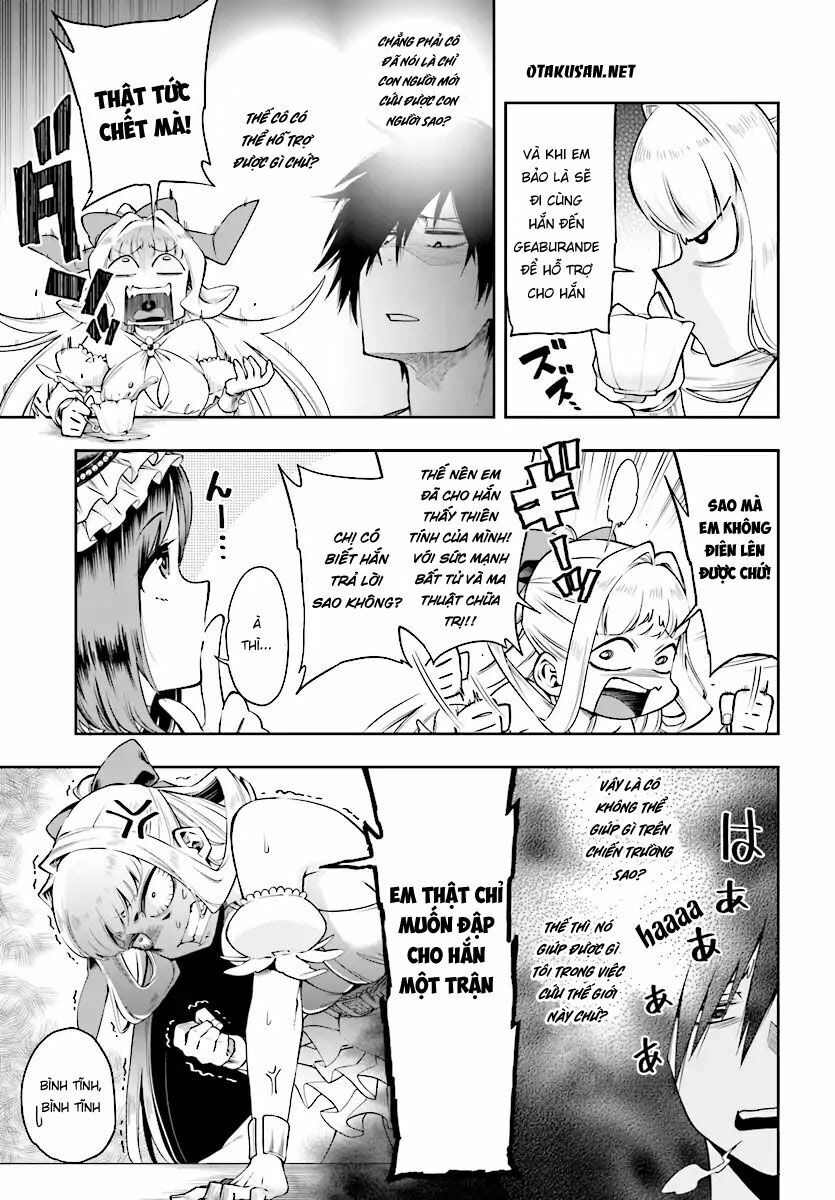 OTAKUSAN.NET
VÀ KHI EM
BẢO LÀ SẼ
ĐI CÙNG
HẮN ĐẾN
GEABURANDE
ĐỂ HỖ TRỢ
CHO HẮN
ズズ…
CHẲNG PHẢI CÔ
ĐÃ NÓI LÀ CHỈ
CON NGƯỜI MỚI
CỨU ĐƯỢC CON
NGƯỜI SAO?
THẾ CÔ CÓ
THỂ HỖ TRỢ
ĐƯỢC GÌ CHỨ?
THẬT TỨC
CHẾT MÀ!
SAO MÀ
EM KHÔNG
ĐIÊN LÊN
ĐƯỢC CHỨ!
THẾ NÊN EM
ĐÃ CHO HẮN
THẤY THIÊN
TÍNH CỦA MÌNH!
VỚI SỨC MẠNH
BẤT TỬ VÀ MA
THUẬT CHỮA
TRỊ!!
CHỊ CÓ
BIẾT HẮN
TRẢ LỜI
SAO KHÔNG?
んー…
À
THÌ...
VẬY LÀ CÔ
KHÔNG THỂ
GIÚP GÌ TRÊN
CHIẾN TRƯỜNG
SAO?
THẾ THÌ NÓ
GIÚP ĐƯỢC GÌ
TÔI TRONG VIỆC
CỨU THẾ GIỚI
NÀY CHỨ?
はぁぁぁ
haaaa
EM THẬT CHỈ
MUỐN ĐẬP
CHO HẮN
MỘT TRẬN
BÌNH TĨNH,
BÌNH TĨNH